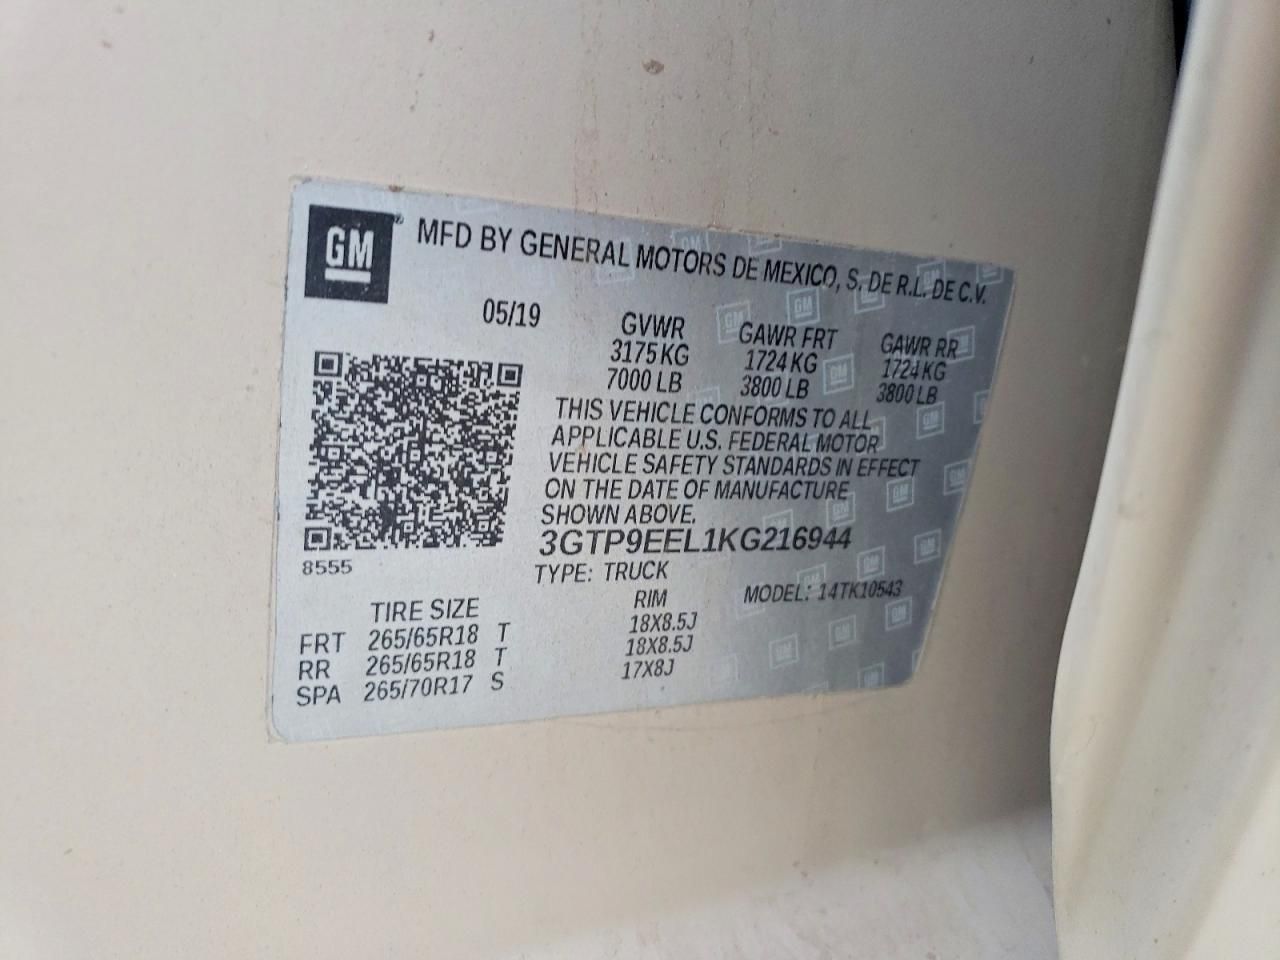 GM® MFD BY GENERAL MOTORS DE MEXICO, S. DE R.L. DE C.V.
05/19 GVWR GAWR FRT GAWR RR
3175 KG 1724 KG 1724 KG
7000 LB 3800 LB 3800 LB
THIS VEHICLE CONFORMS TO ALL
APPLICABLE U.S. FEDERAL MOTOR
VEHICLE SAFETY STANDARDS IN EFFECT
ON THE DATE OF MANUFACTURE
SHOWN ABOVE.
3GTP9EEL1KG216944
8555
TYPE: TRUCK MODEL: 14TK10543
TIRE SIZE RIM
FRT 265/65R18 T 18X8.5J
RR 265/65R18 T 18X8.5J
SPA 265/70R17 S 17X8J